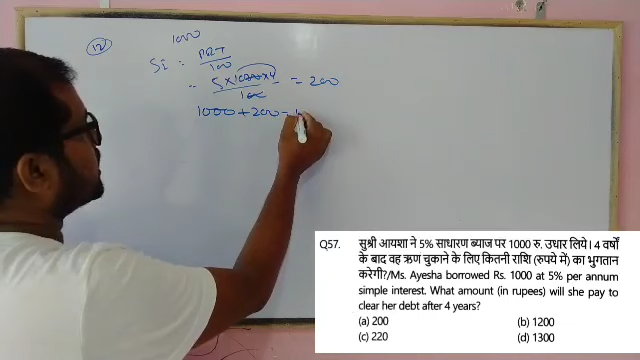 12
1000
SI = PRT
100
= 5 × 1000 × 4 = 200
100
1000 + 200 =
Q57. सुश्री आयशा ने 5% साधारण ब्याज पर 1000 रु. उधार लिये। 4 वर्षों
के बाद वह ऋण चुकाने के लिए कितनी राशि (रुपये में) का भुगतान
करेगी?/Ms. Ayesha borrowed Rs. 1000 at 5% per annum
simple interest. What amount (in rupees) will she pay to
clear her debt after 4 years?
(a) 200 (b) 1200
(c) 220 (d) 1300